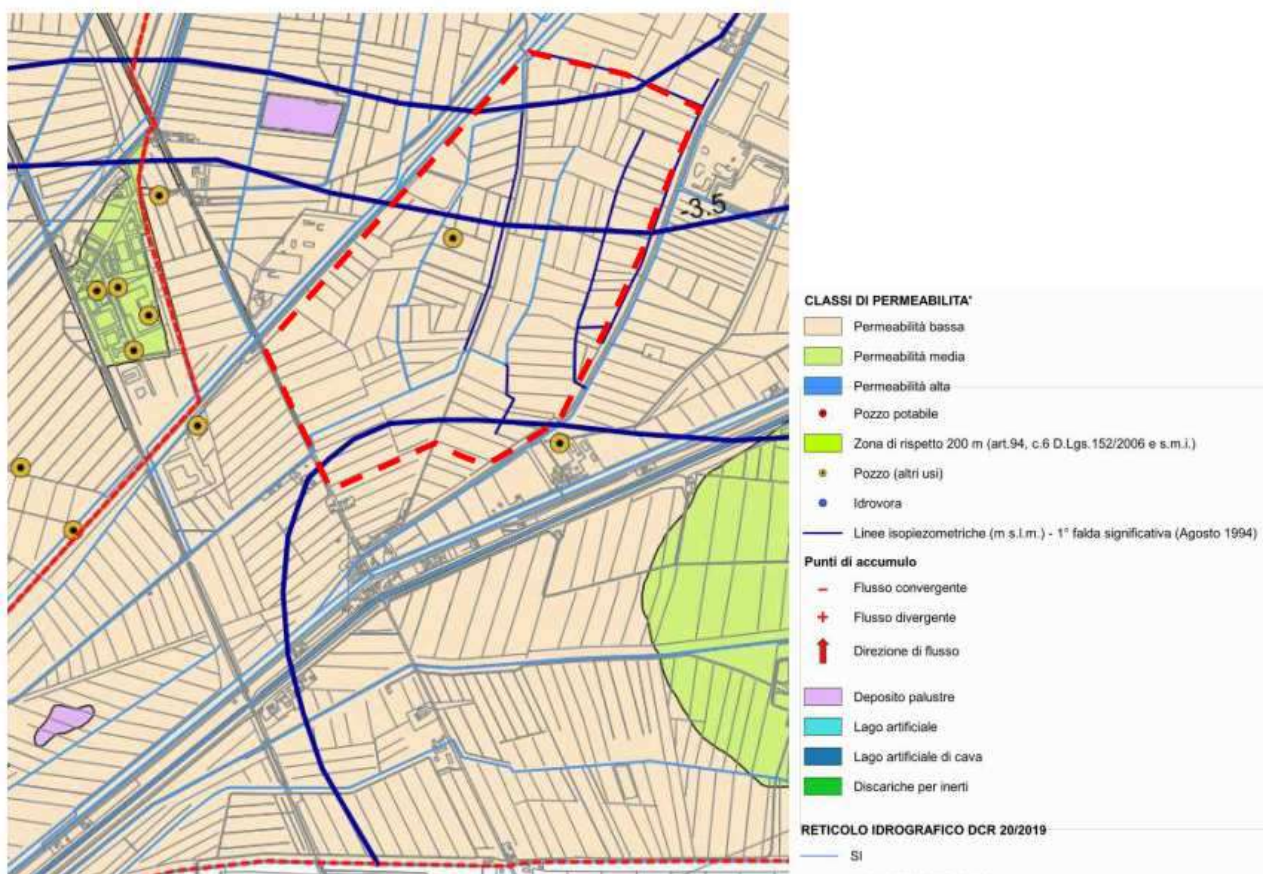 -3.5
CLASSI DI PERMEABILITA'
Permeabilità bassa
Permeabilità media
Permeabilità alta
Pozzo potabile
Zona di rispetto 200 m (art.94, c.6 D.Lgs.152/2006 e s.m.i.)
Pozzo (altri usi)
Idrovora
Linee isopiezometriche (m s.l.m.) - 1° falda significativa (Agosto 1994)
Punti di accumulo
Flusso convergente
Flusso divergente
Direzione di flusso
Deposito palustre
Lago artificiale
Lago artificiale di cava
Discariche per inerti
RETICOLO IDROGRAFICO DCR 20/2019
SI